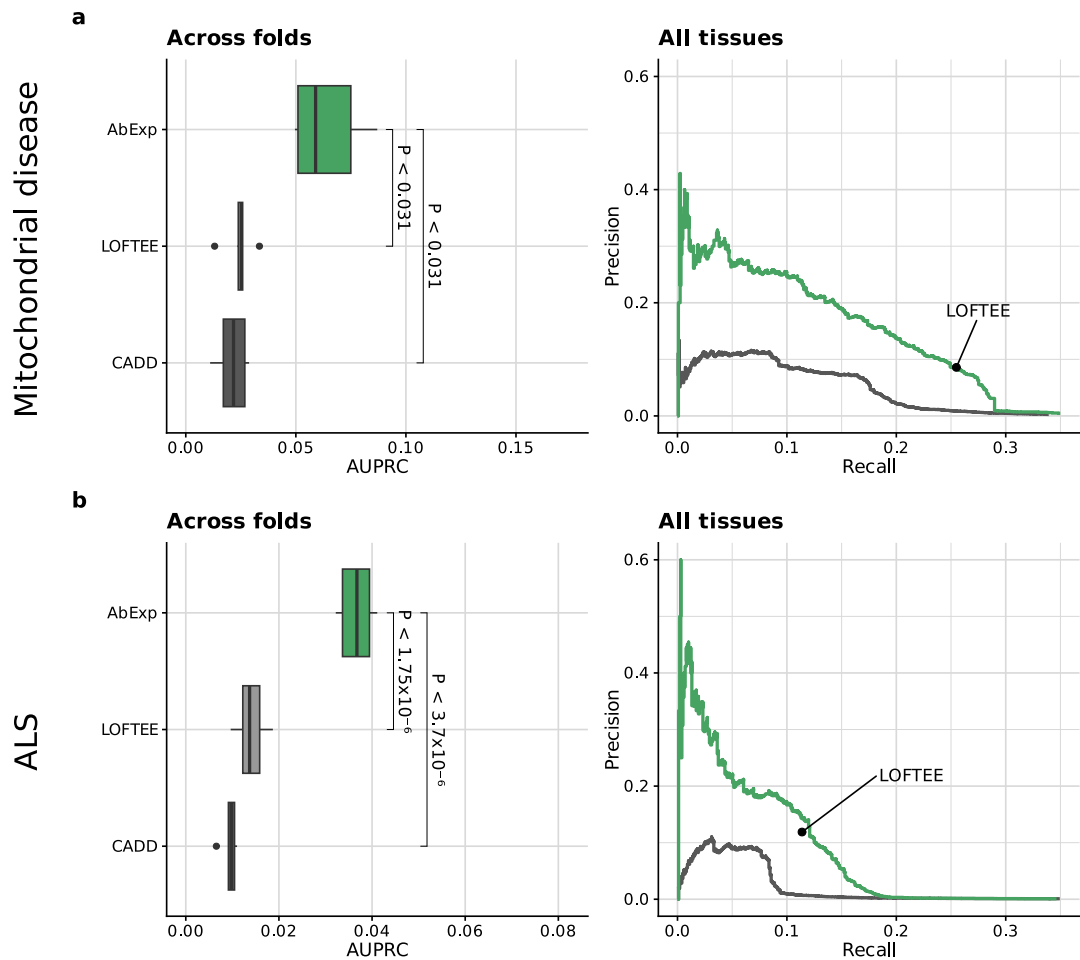 a
Mitochondrial disease
Across folds
AbExp
LOFTEE
CADD
P < 0.031
P < 0.031
0.00 0.05 0.10 0.15
AUPRC
All tissues
Precision
0.6
0.4
0.2
0.0
LOFTEE
0.0 0.1 0.2 0.3
Recall
b
ALS
Across folds
AbExp
LOFTEE
CADD
P < 1.75x10⁻⁶
P < 3.7x10⁻⁶
0.00 0.02 0.04 0.06 0.08
AUPRC
All tissues
Precision
0.6
0.4
0.2
0.0
LOFTEE
0.0 0.1 0.2 0.3
Recall